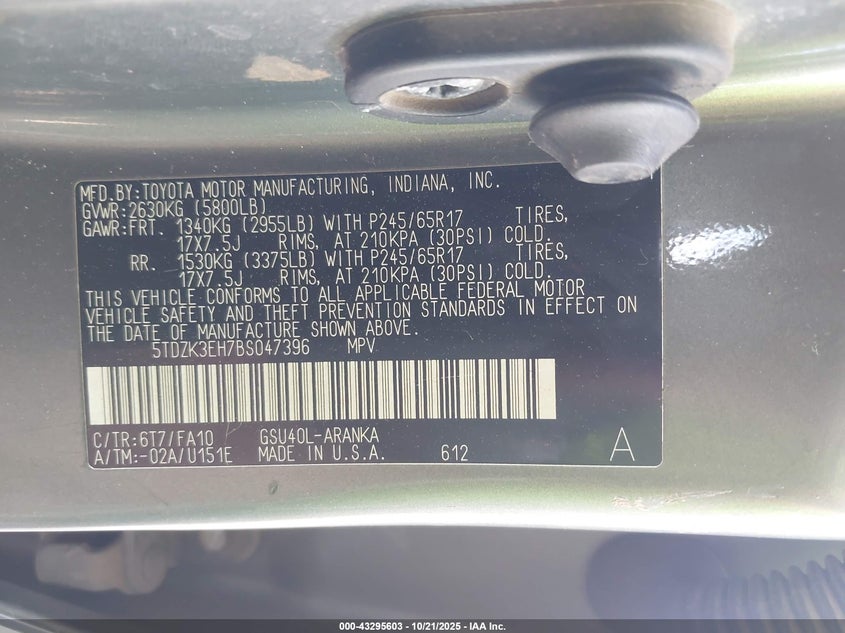 MFD.BY:TOYOTA MOTOR MANUFACTURING, INDIANA, INC.
GVWR:2630KG (5800LB)
GAWR:FRT. 1340KG (2955LB) WITH P245/65R17 TIRES,
17X7.5J RIMS, AT 210KPA (30PSI) COLD.
RR. 1530KG (3375LB) WITH P245/65R17 TIRES,
17X7.5J RIMS, AT 210KPA (30PSI) COLD.
THIS VEHICLE CONFORMS TO ALL APPLICABLE FEDERAL MOTOR
VEHICLE SAFETY AND THEFT PREVENTION STANDARDS IN EFFECT ON
THE DATE OF MANUFACTURE SHOWN ABOVE.
5TDZK3EH7BS047396 MPV
C/TR:6T7/FA10 GSU40L-ARANKA
A/TM:-02A/U151E MADE IN U.S.A. 612 A
000-43295603 - 10/21/2025 - IAA Inc.